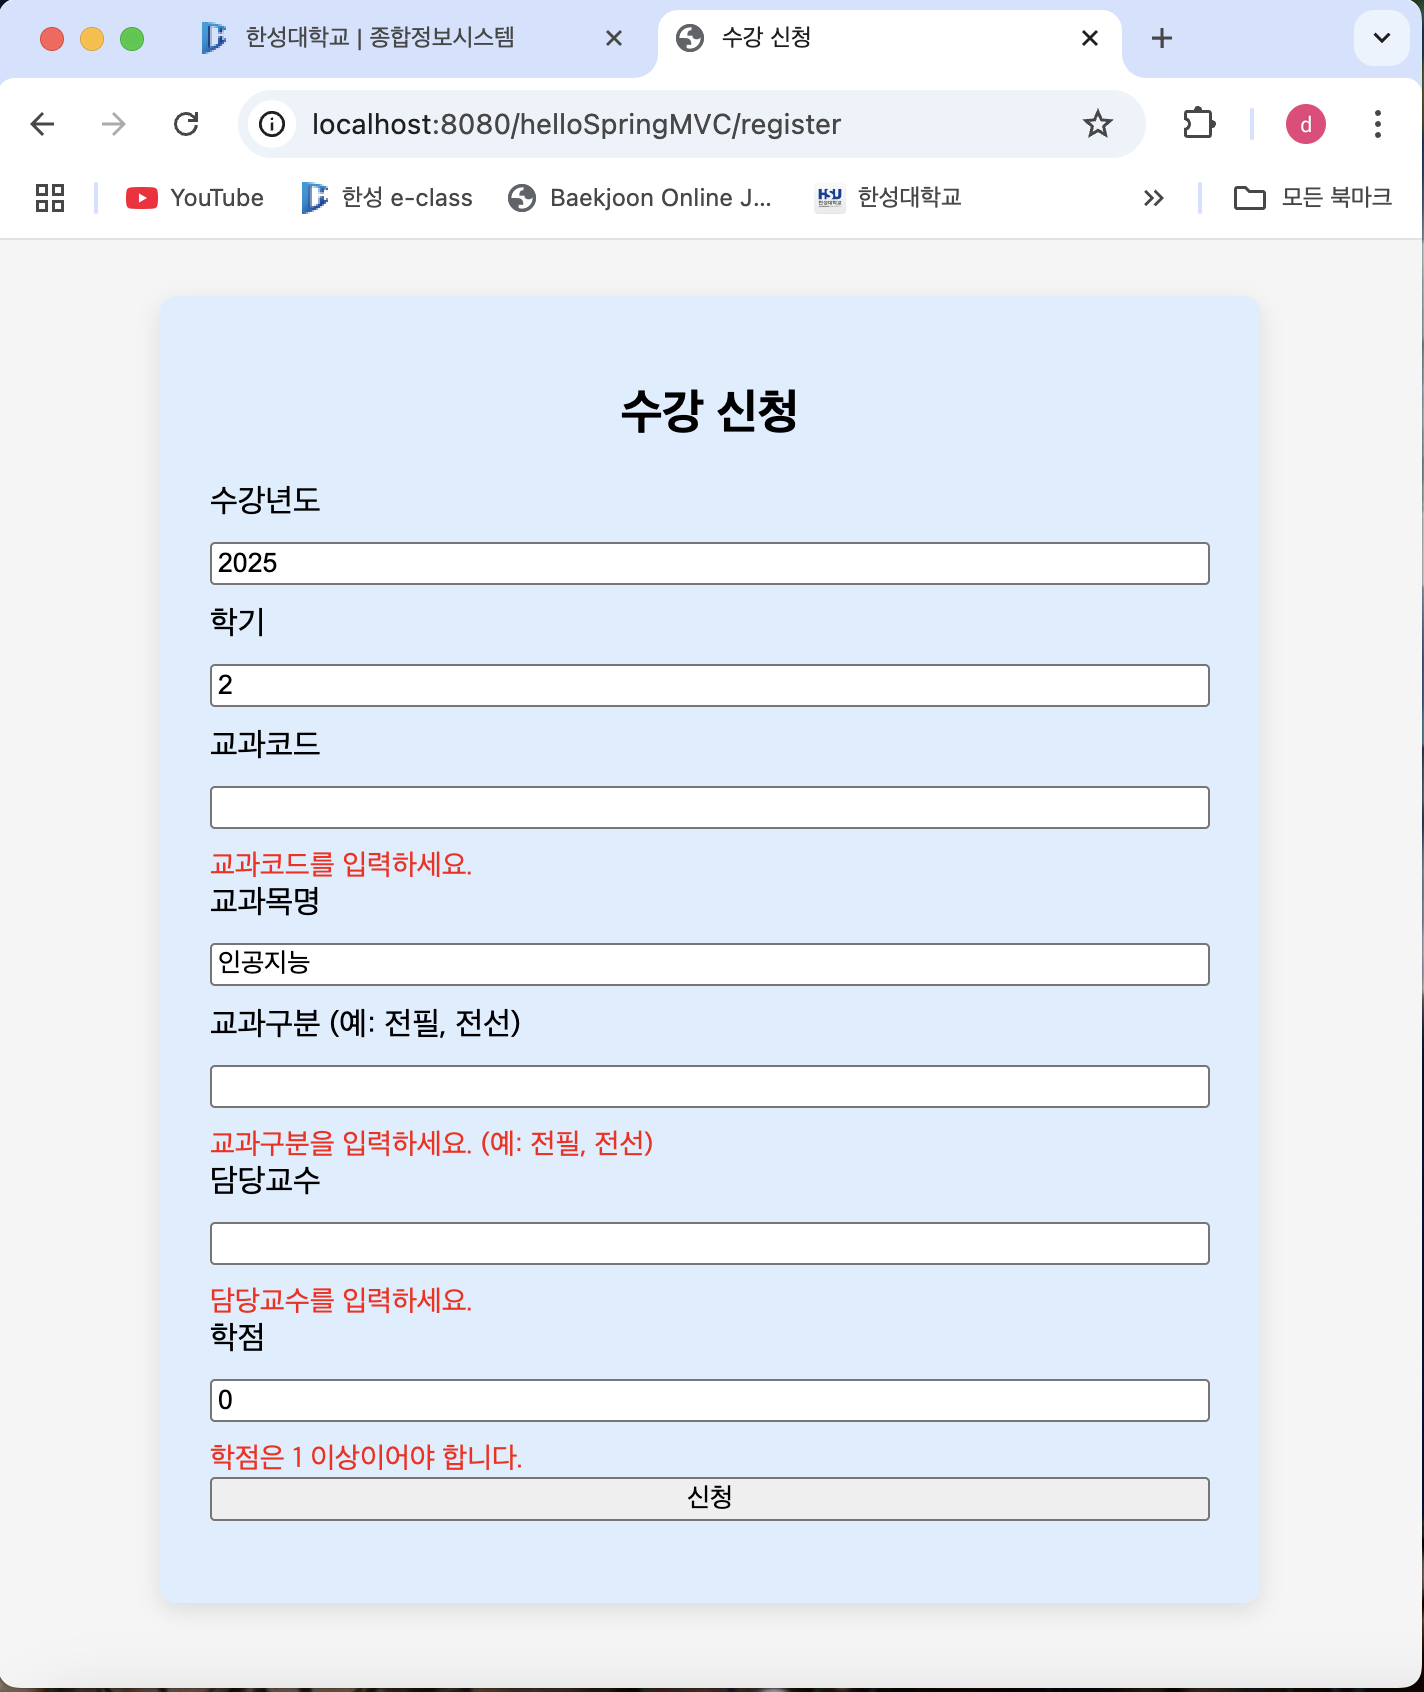 한성대학교 | 종합정보시스템
수강 신청
localhost:8080/helloSpringMVC/register
d
YouTube
한성 e-class
Baekjoon Online J...
HSU
한성대학교
한성대학교
모든 북마크
수강 신청
수강년도
2025
학기
2
교과코드
교과코드를 입력하세요.
교과목명
인공지능
교과구분 (예: 전필, 전선)
교과구분을 입력하세요. (예: 전필, 전선)
담당교수
담당교수를 입력하세요.
학점
0
학점은 1 이상이어야 합니다.
신청